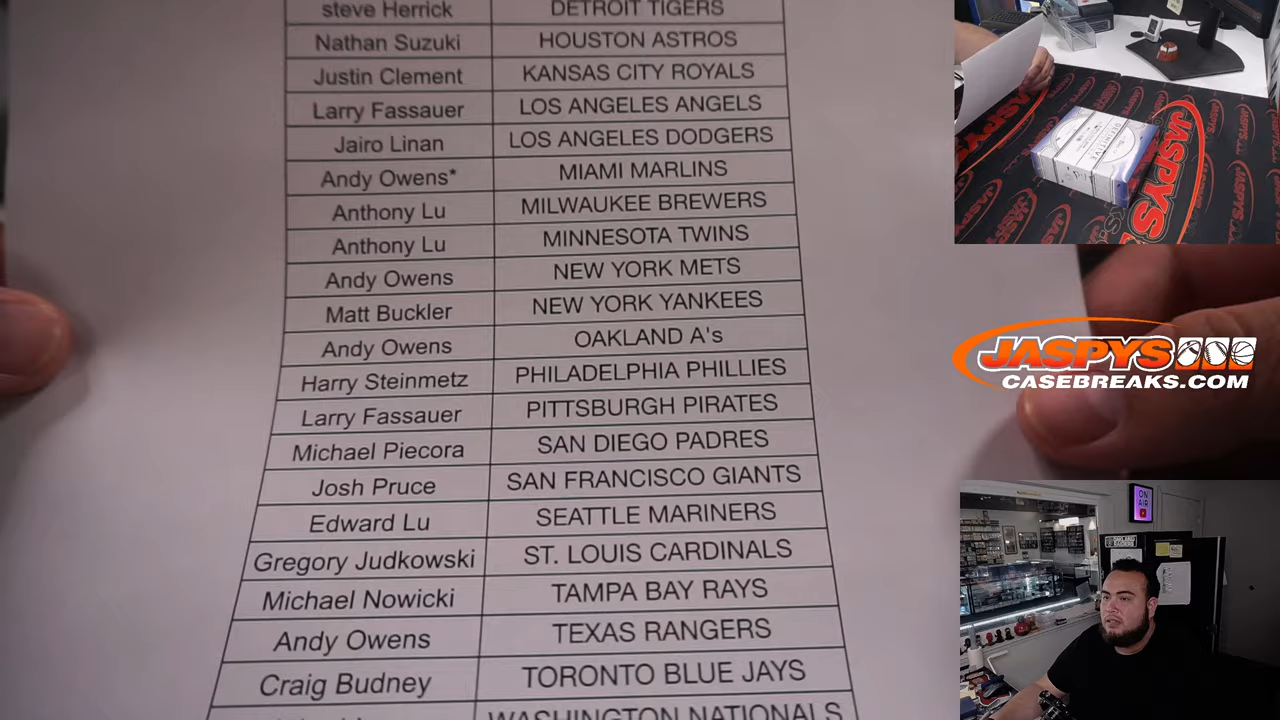 steve Herrick DETROIT TIGERS
Nathan Suzuki HOUSTON ASTROS
Justin Clement KANSAS CITY ROYALS
Larry Fassauer LOS ANGELES ANGELS
Jairo Linan LOS ANGELES DODGERS
Andy Owens* MIAMI MARLINS
Anthony Lu MILWAUKEE BREWERS
Anthony Lu MINNESOTA TWINS
Andy Owens NEW YORK METS
Matt Buckler NEW YORK YANKEES
Andy Owens OAKLAND A's
Harry Steinmetz PHILADELPHIA PHILLIES
Larry Fassauer PITTSBURGH PIRATES
Michael Piecora SAN DIEGO PADRES
Josh Pruce SAN FRANCISCO GIANTS
Edward Lu SEATTLE MARINERS
Gregory Judkowski ST. LOUIS CARDINALS
Michael Nowicki TAMPA BAY RAYS
Andy Owens TEXAS RANGERS
Craig Budney TORONTO BLUE JAYS
WASHINGTON NATIONALS
DEFINITIVE
JASPYS
JASPYS
CASEBREAKS.COM
ON
AIR